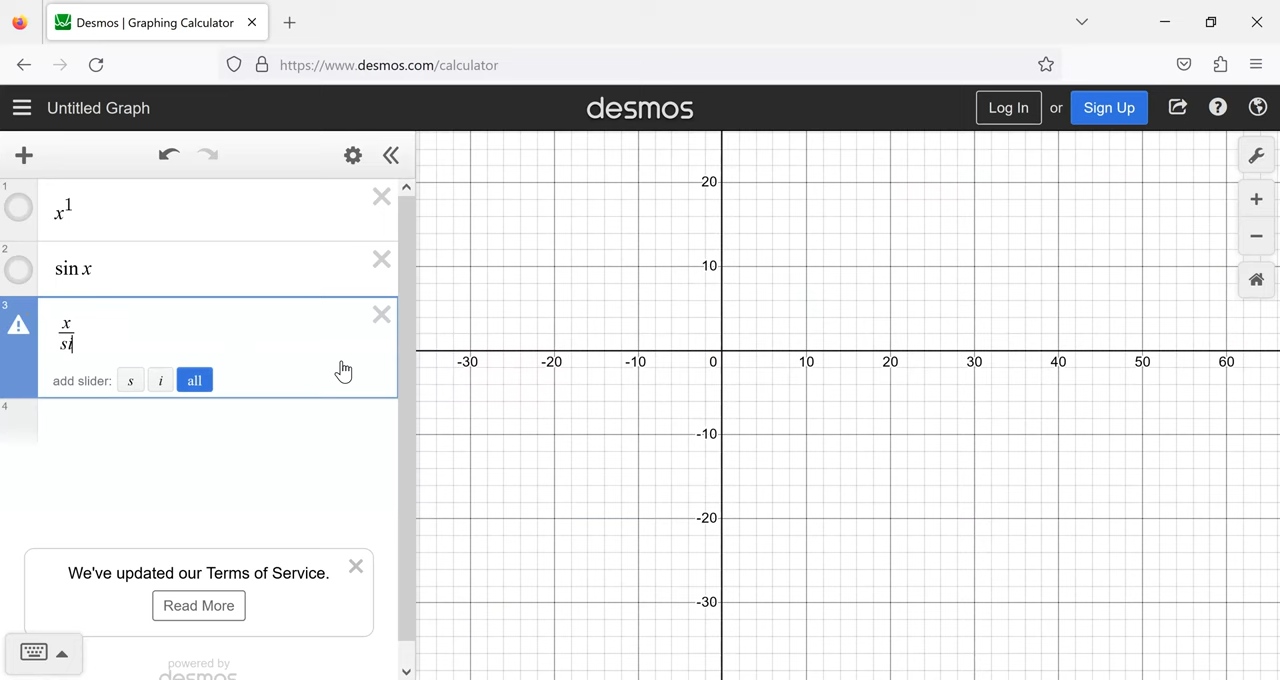 Desmos | Graphing Calculator
https://www.desmos.com/calculator
Untitled Graph
desmos
Log In or Sign Up
1
x^1
2
sin x
3
x
si
add slider: s i all
4
We've updated our Terms of Service.
Read More
powered by
desmos
20
10
-30 -20 -10 0 10 20 30 40 50 60
-10
-20
-30